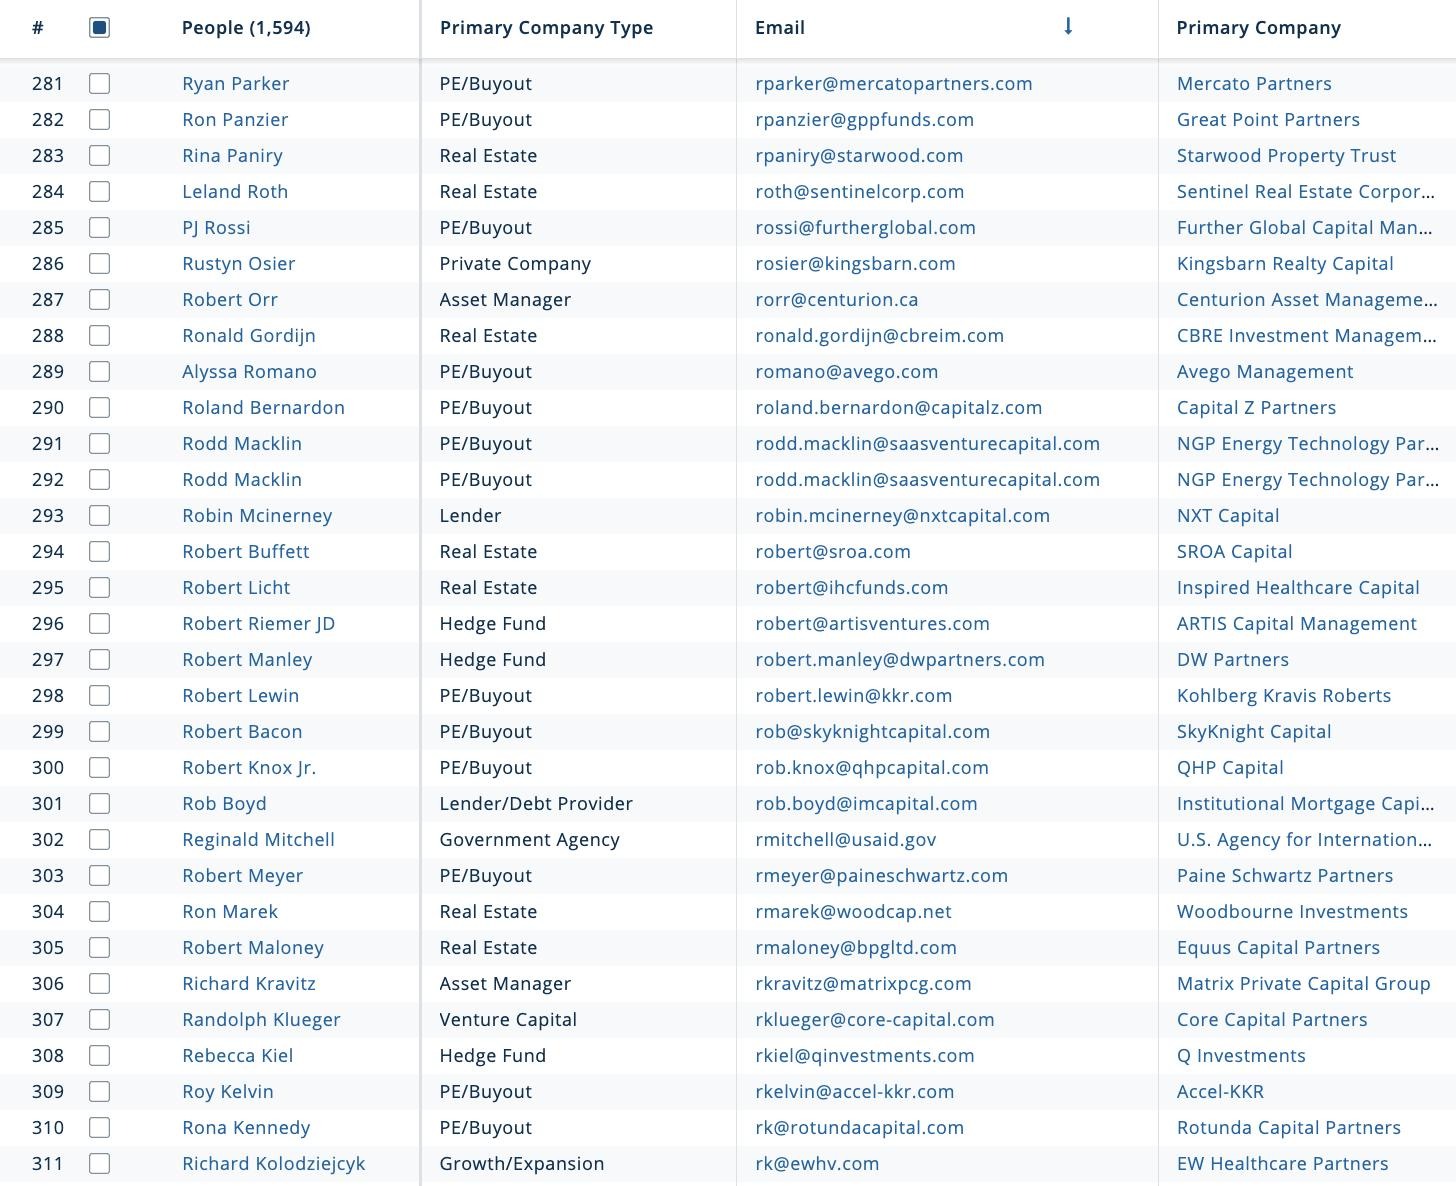 # People (1,594) Primary Company Type Email ↓ Primary Company
281 Ryan Parker PE/Buyout rparker@mercatopartners.com Mercato Partners
282 Ron Panzier PE/Buyout rpanzier@gppfunds.com Great Point Partners
283 Rina Paniry Real Estate rpaniry@starwood.com Starwood Property Trust
284 Leland Roth Real Estate roth@sentinelcorp.com Sentinel Real Estate Corpor...
285 PJ Rossi PE/Buyout rossi@furtherglobal.com Further Global Capital Man...
286 Rustyn Osier Private Company rosier@kingsbarn.com Kingsbarn Realty Capital
287 Robert Orr Asset Manager rorr@centurion.ca Centurion Asset Manageme...
288 Ronald Gordijn Real Estate ronald.gordijn@cbreim.com CBRE Investment Managem...
289 Alyssa Romano PE/Buyout romano@avego.com Avego Management
290 Roland Bernardon PE/Buyout roland.bernardon@capitalz.com Capital Z Partners
291 Rodd Macklin PE/Buyout rodd.macklin@saasventurecapital.com NGP Energy Technology Par...
292 Rodd Macklin PE/Buyout rodd.macklin@saasventurecapital.com NGP Energy Technology Par...
293 Robin Mcinerney Lender robin.mcinerney@nxtcapital.com NXT Capital
294 Robert Buffett Real Estate robert@sroa.com SROA Capital
295 Robert Licht Real Estate robert@ihcfunds.com Inspired Healthcare Capital
296 Robert Riemer JD Hedge Fund robert@artisventures.com ARTIS Capital Management
297 Robert Manley Hedge Fund robert.manley@dwpartners.com DW Partners
298 Robert Lewin PE/Buyout robert.lewin@kkr.com Kohlberg Kravis Roberts
299 Robert Bacon PE/Buyout rob@skyknightcapital.com SkyKnight Capital
300 Robert Knox Jr. PE/Buyout rob.knox@qhpcapital.com QHP Capital
301 Rob Boyd Lender/Debt Provider rob.boyd@imcapital.com Institutional Mortgage Capi...
302 Reginald Mitchell Government Agency rmitchell@usaid.gov U.S. Agency for Internation...
303 Robert Meyer PE/Buyout rmeyer@paineschwartz.com Paine Schwartz Partners
304 Ron Marek Real Estate rmarek@woodcap.net Woodbourne Investments
305 Robert Maloney Real Estate rmaloney@bpgltd.com Equus Capital Partners
306 Richard Kravitz Asset Manager rkravitz@matrixpcg.com Matrix Private Capital Group
307 Randolph Klueger Venture Capital rklueger@core-capital.com Core Capital Partners
308 Rebecca Kiel Hedge Fund rkiel@qinvestments.com Q Investments
309 Roy Kelvin PE/Buyout rkelvin@accel-kkr.com Accel-KKR
310 Rona Kennedy PE/Buyout rk@rotundacapital.com Rotunda Capital Partners
311 Richard Kolodziejcyk Growth/Expansion rk@ewhv.com EW Healthcare Partners